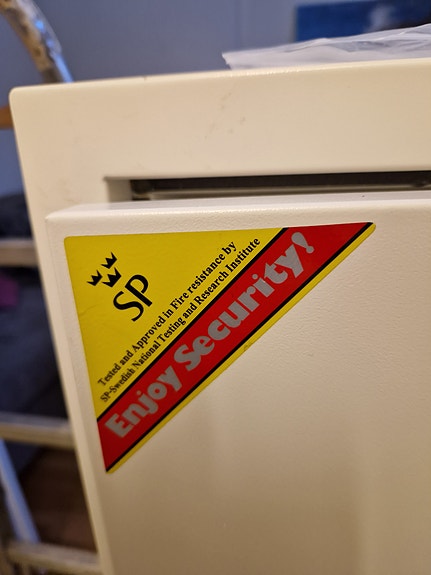 SP
Tested and Approved in Fire resistance by
SP-Swedish National Testing and Research Institute
Enjoy Security!